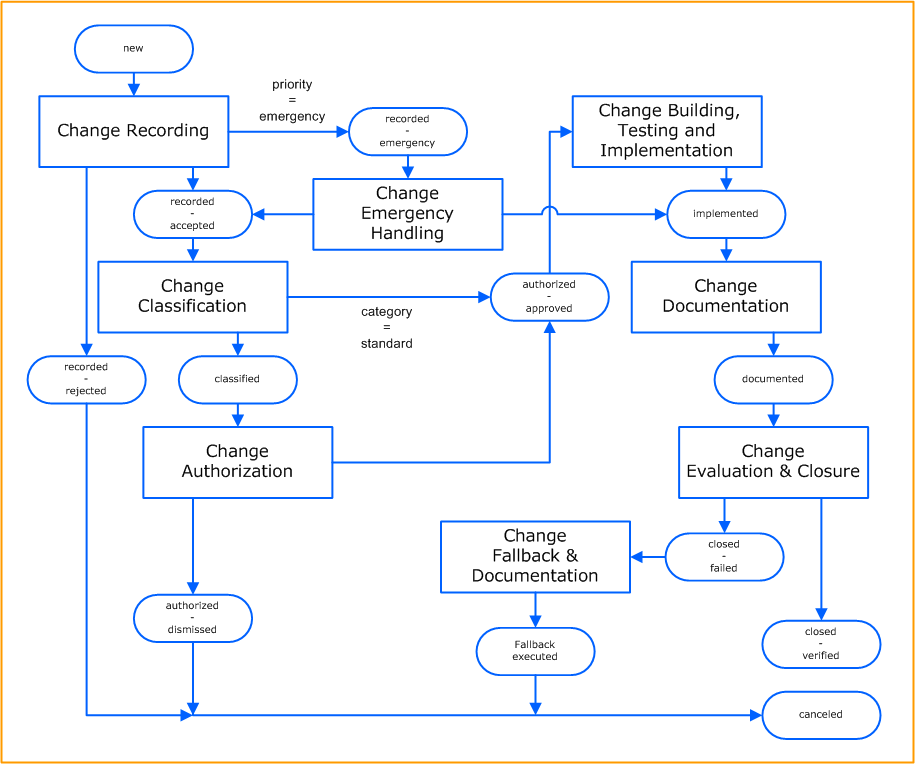 new
Change Recording
priority
=
emergency
recorded
-
emergency
Change Building,
Testing and
Implementation
recorded
-
accepted
Change
Emergency
Handling
implemented
Change
Classification
category
=
standard
authorized
-
approved
Change
Documentation
recorded
-
rejected
classified
documented
Change
Authorization
Change
Evaluation & Closure
Change
Fallback &
Documentation
closed
-
failed
authorized
-
dismissed
Fallback
executed
closed
-
verified
canceled